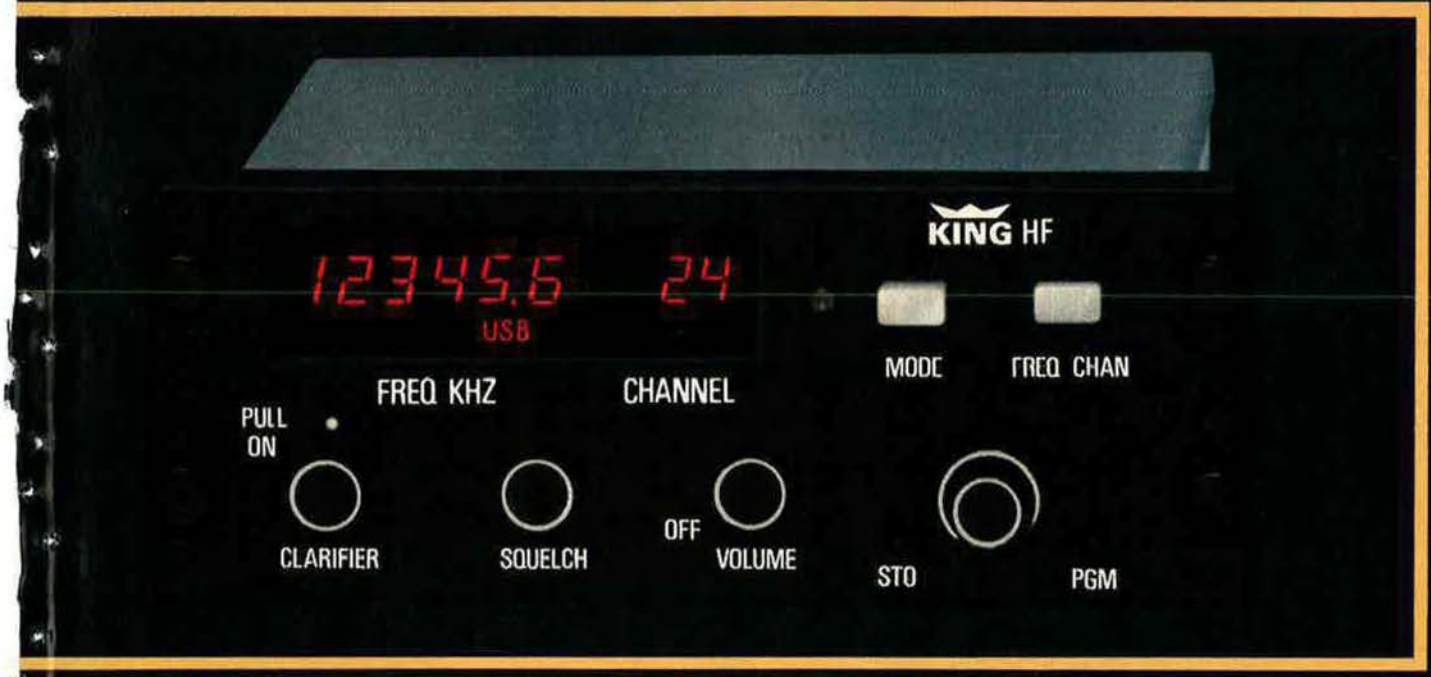 KING HF
12345.6 24
USB
MODE FREQ CHAN
FREQ KHZ CHANNEL
PULL
ON
CLARIFIER SQUELCH OFF VOLUME
STO PGM